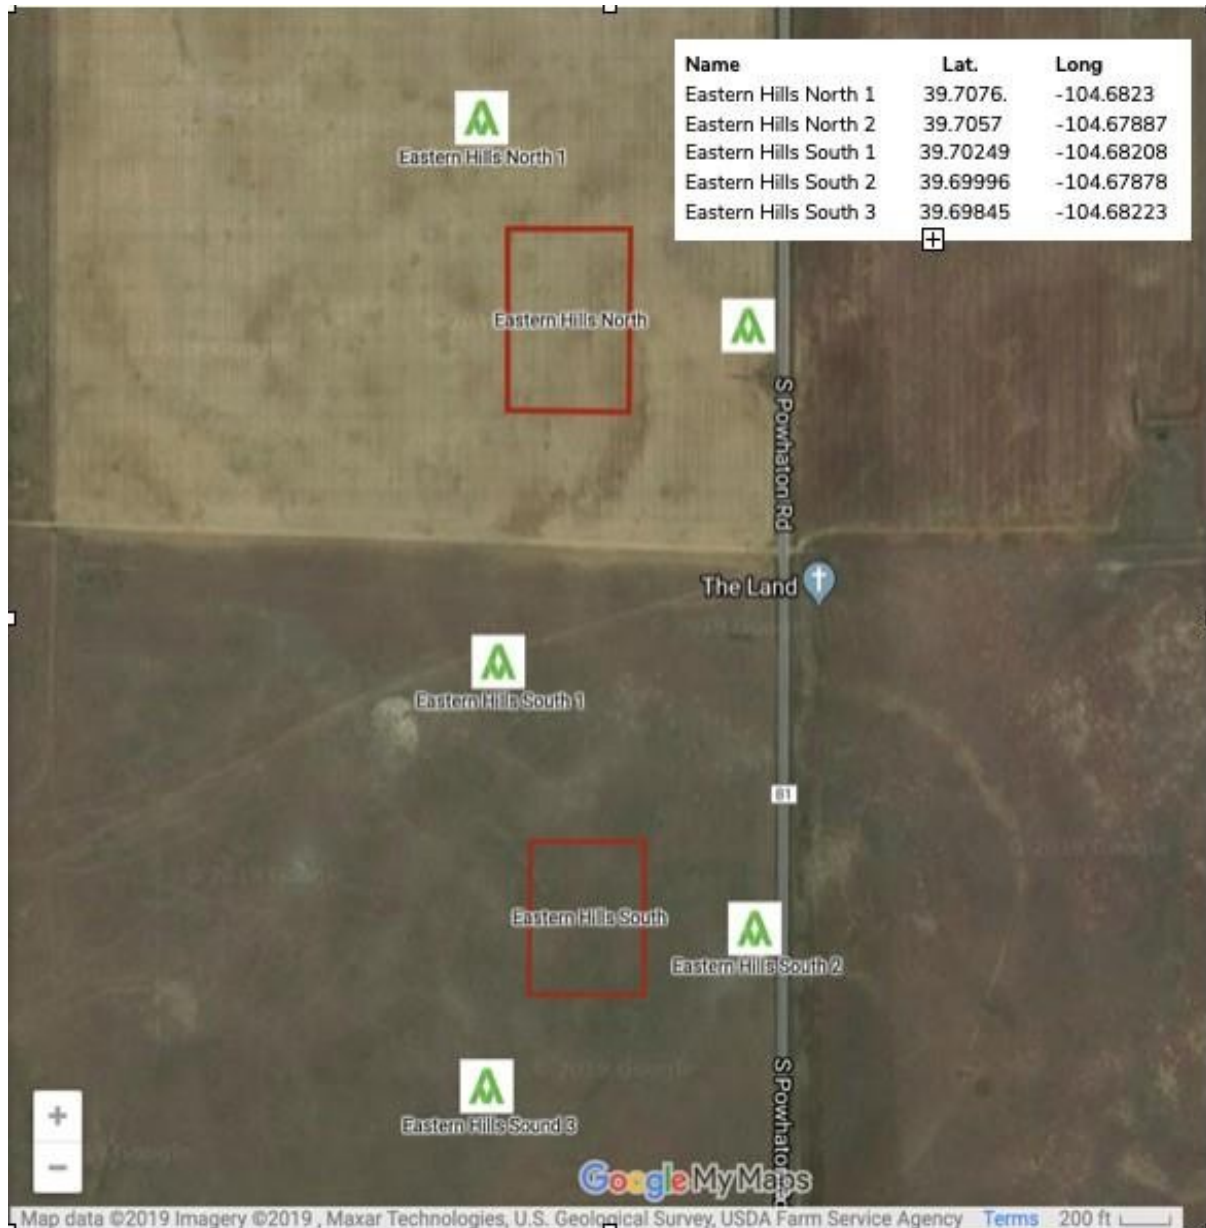 Name Lat. Long
Eastern Hills North 1 39.7076. -104.6823
Eastern Hills North 2 39.7057 -104.67887
Eastern Hills South 1 39.70249 -104.68208
Eastern Hills South 2 39.69996 -104.67878
Eastern Hills South 3 39.69845 -104.68223
Eastern Hills North 1
Eastern Hills North
S Powhaton Rd
The Land
Eastern Hills South 1
81
Eastern Hills South
Eastern Hills South 2
S Powhaton
Eastern Hills Sound 3
+
−
Google My Maps
Map data ©2019 Imagery ©2019 , Maxar Technologies, U.S. Geological Survey, USDA Farm Service Agency Terms 200 ft